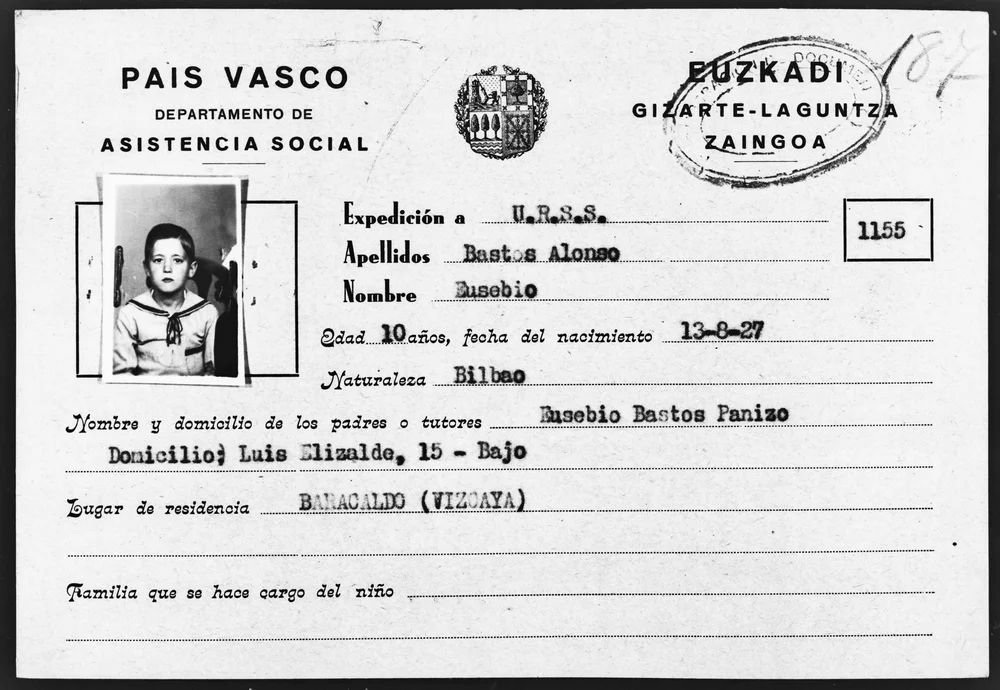 PAIS VASCO
DEPARTAMENTO DE
ASISTENCIA SOCIAL
EUZKADI
GIZARTE-LAGUNTZA
ZAINGOA
187
Expedición a U.R.S.S.
1155
Apellidos Bastos Alonso
Nombre Eusebio
Edad 10 años, fecha del nacimiento 13-8-27
Naturaleza Bilbao
Nombre y domicilio de los padres o tutores Eusebio Bastos Panizo
Domicilio; Luis Elizalde, 15 - Bajo
Lugar de residencia BARACALDO (VIZCAYA)
Familia que se hace cargo del niño